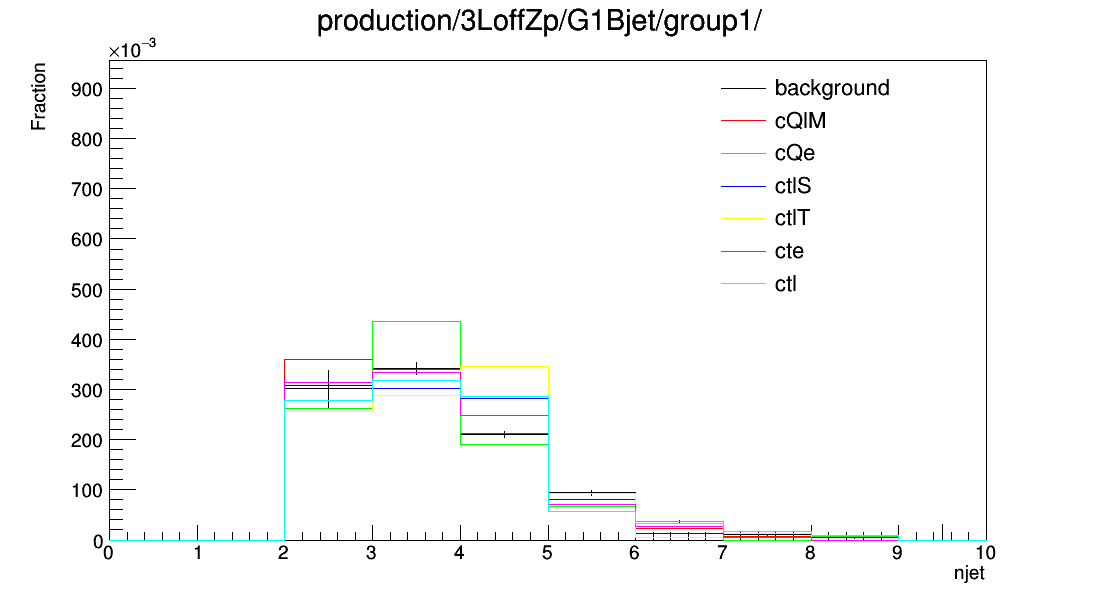 production/3LoffZp/G1Bjet/group1/
×10⁻³
Fraction
900
800
700
600
500
400
300
200
100
0
0 1 2 3 4 5 6 7 8 9 10
njet
background
cQlM
cQe
ctlS
ctlT
cte
ctl